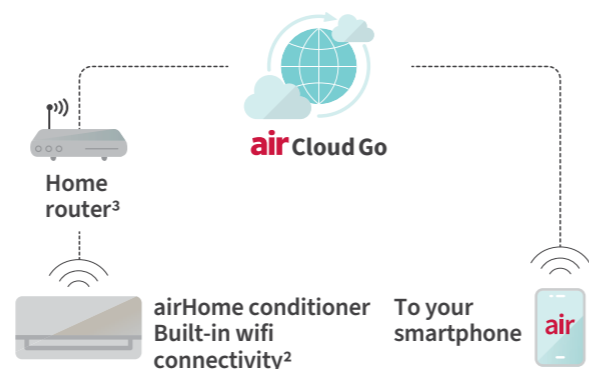 air Cloud Go
Home
router³
airHome conditioner
Built-in wifi
connectivity²
To your
smartphone
air